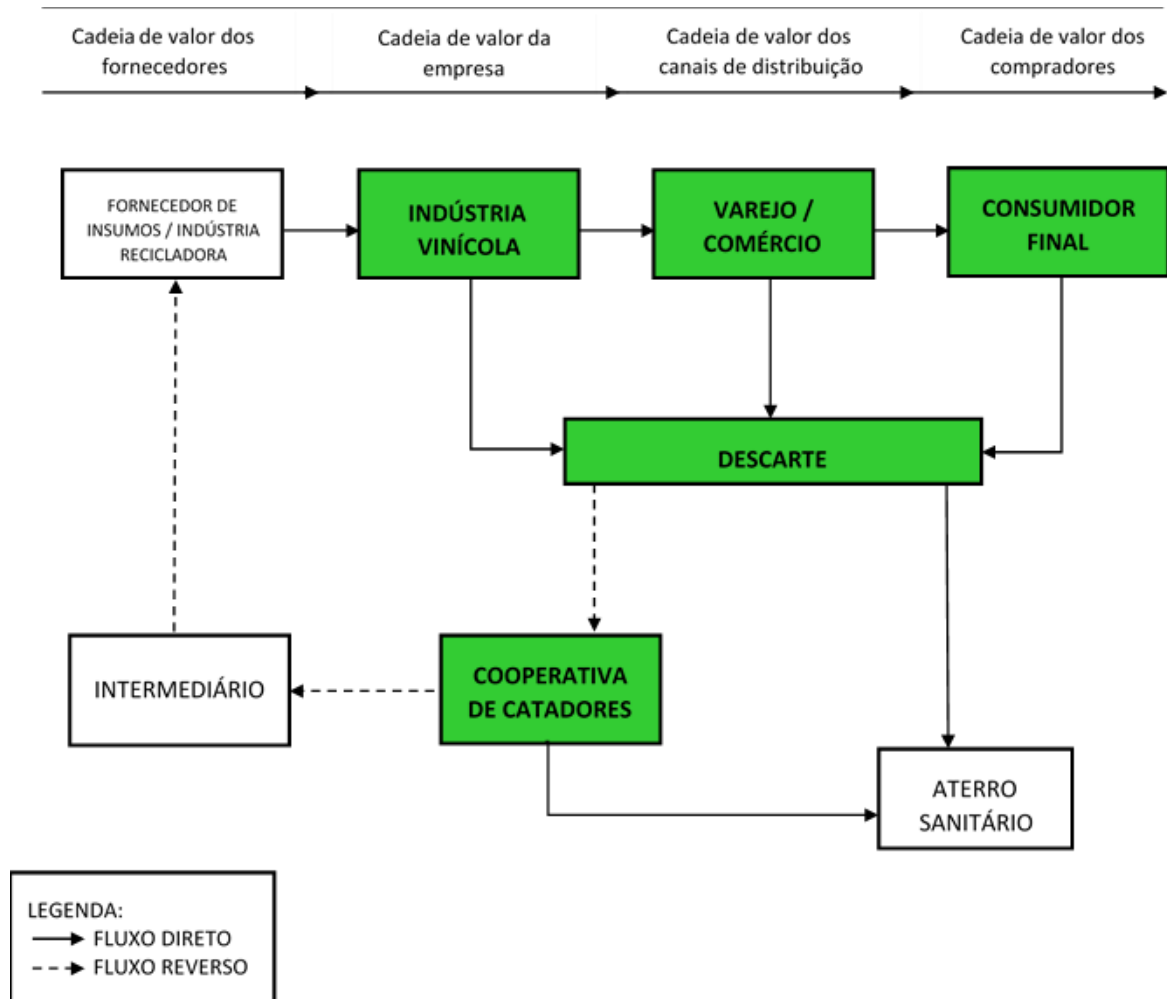 Cadeia de valor dos
fornecedores
Cadeia de valor da
empresa
Cadeia de valor dos
canais de distribuição
Cadeia de valor dos
compradores
FORNECEDOR DE
INSUMOS / INDÚSTRIA
RECICLADORA
INDÚSTRIA
VINÍCOLA
VAREJO /
COMÉRCIO
CONSUMIDOR
FINAL
DESCARTE
INTERMEDIÁRIO
COOPERATIVA
DE CATADORES
ATERRO
SANITÁRIO
LEGENDA:
FLUXO DIRETO
FLUXO REVERSO